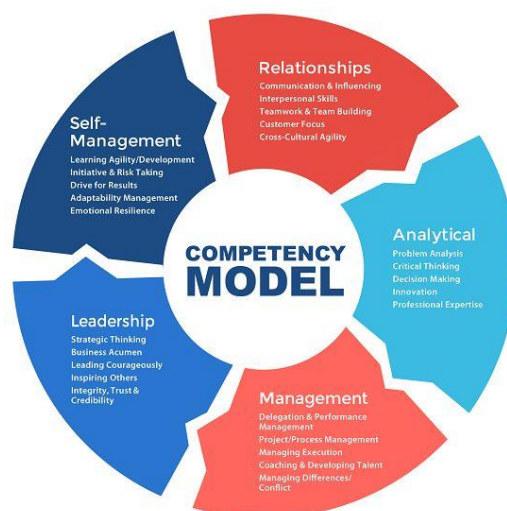 Relationships
Communication & Influencing
Interpersonal Skills
Teamwork & Team Building
Customer Focus
Cross-Cultural Agility
Analytical
Problem Analysis
Critical Thinking
Decision Making
Innovation
Professional Expertise
Management
Delegation & Performance
Management
Project/Process Management
Managing Execution
Coaching & Developing Talent
Managing Differences/
Conflict
Leadership
Strategic Thinking
Business Acumen
Leading Courageously
Inspiring Others
Integrity, Trust &
Credibility
Self-
Management
Learning Agility/Development
Initiative & Risk Taking
Drive for Results
Adaptability Management
Emotional Resilience
COMPETENCY
MODEL